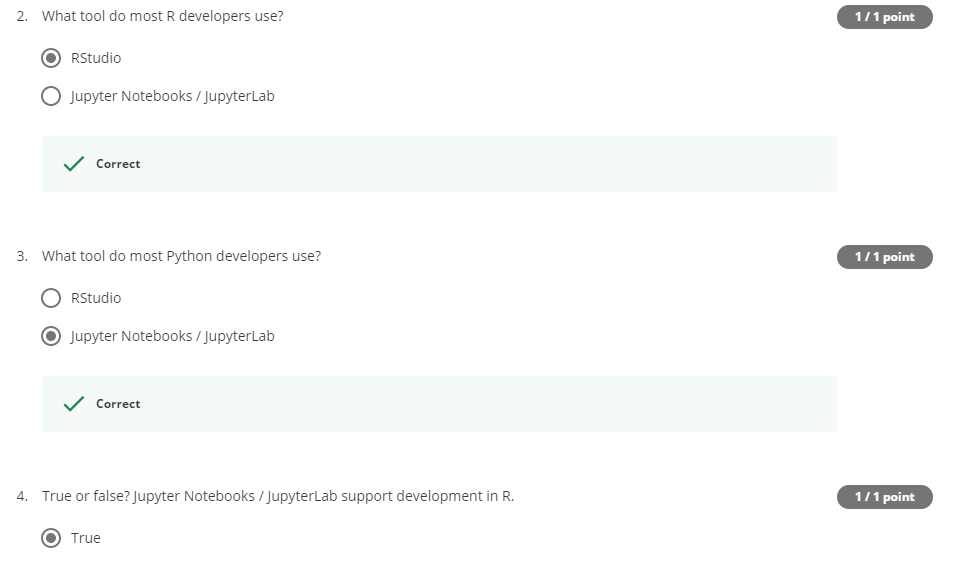 2. What tool do most R developers use? 1 / 1 point
RStudio
Jupyter Notebooks / JupyterLab
Correct
3. What tool do most Python developers use? 1 / 1 point
RStudio
Jupyter Notebooks / JupyterLab
Correct
4. True or false? Jupyter Notebooks / JupyterLab support development in R. 1 / 1 point
True